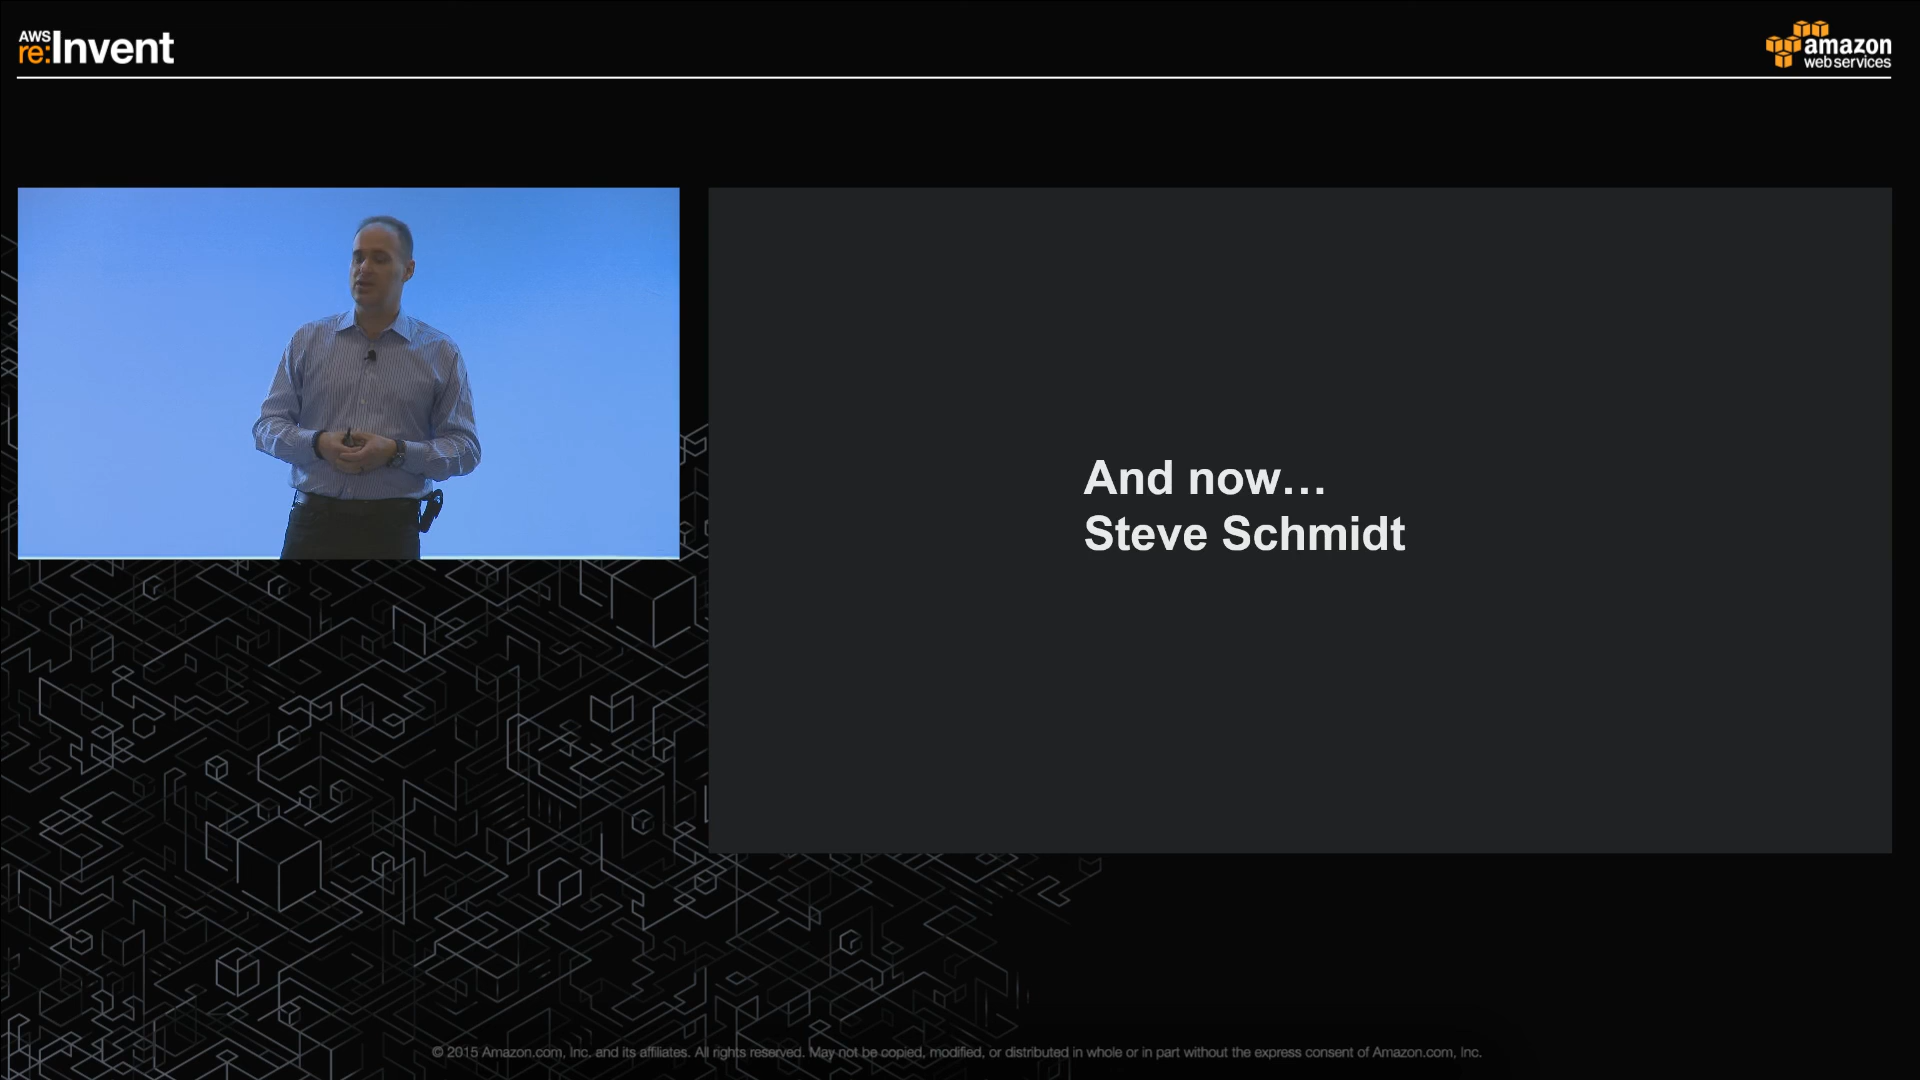 AWS
re:Invent
amazon
web services
And now…
Steve Schmidt
© 2015 Amazon.com, Inc. and its affiliates. All rights reserved. May not be copied, modified, or distributed in whole or in part without the express consent of Amazon.com, Inc.